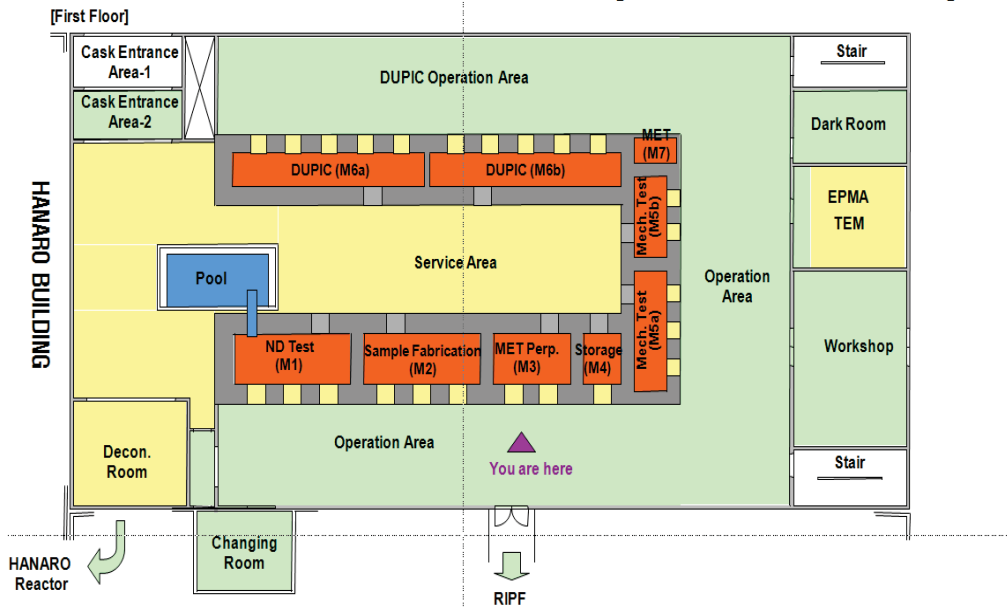 [First Floor]
Cask Entrance
Area-1
Cask Entrance
Area-2
DUPIC Operation Area
Stair
Dark Room
MET
(M7)
DUPIC (M6a)
DUPIC (M6b)
Mech. Test
(M5b)
EPMA
TEM
HANARO BUILDING
Pool
Service Area
Operation
Area
Mech. Test
(M5a)
Workshop
ND Test
(M1)
Sample Fabrication
(M2)
MET Perp.
(M3)
Storage
(M4)
Decon.
Room
Operation Area
You are here
Stair
Changing
Room
HANARO
Reactor
RIPF